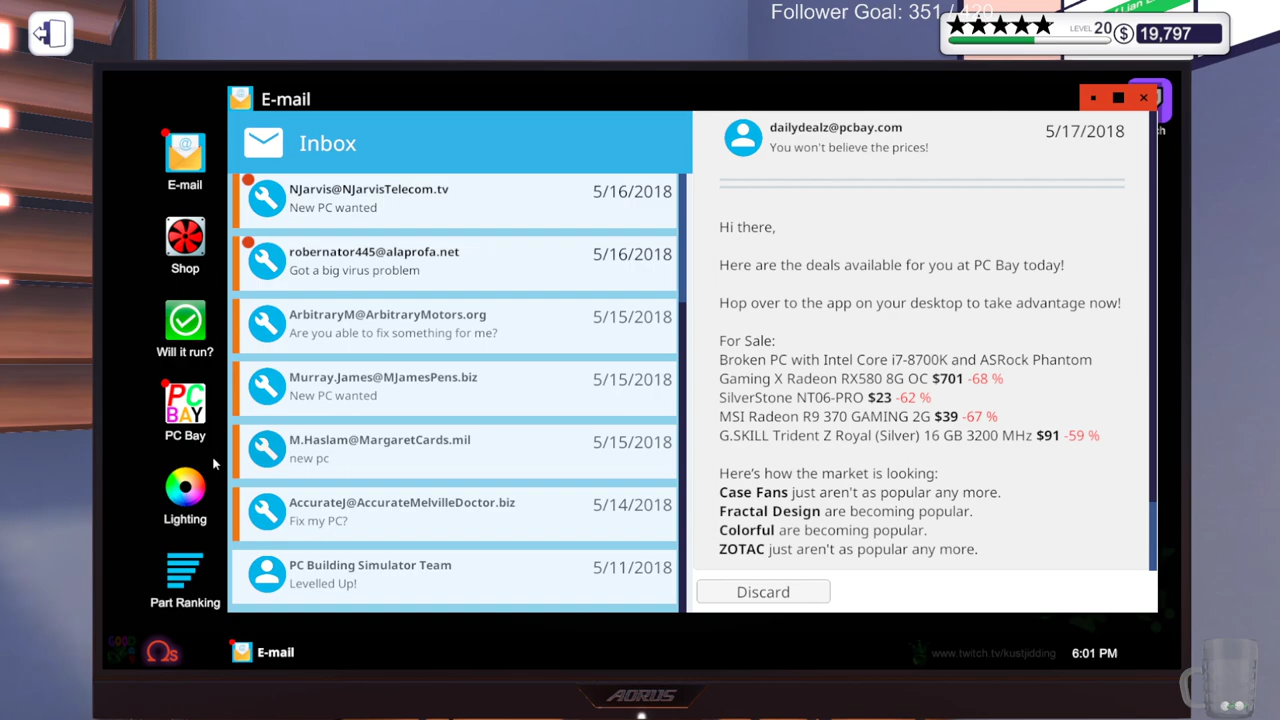 Follower Goal: 351 / 420
LEVEL 20
$ 19,797
E-mail
Inbox
NJarvis@NJarvisTelecom.tv
New PC wanted
5/16/2018
robernator445@alaprofa.net
Got a big virus problem
5/16/2018
ArbitraryM@ArbitraryMotors.org
Are you able to fix something for me?
5/15/2018
Murray.James@MJamesPens.biz
New PC wanted
5/15/2018
M.Haslam@MargaretCards.mil
new pc
5/15/2018
AccurateJ@AccurateMelvilleDoctor.biz
Fix my PC?
5/14/2018
PC Building Simulator Team
Levelled Up!
5/11/2018
dailydealz@pcbay.com
You won't believe the prices!
5/17/2018
Hi there,
Here are the deals available for you at PC Bay today!
Hop over to the app on your desktop to take advantage now!
For Sale:
Broken PC with Intel Core i7-8700K and ASRock Phantom
Gaming X Radeon RX580 8G OC $701 -68 %
SilverStone NT06-PRO $23 -62 %
MSI Radeon R9 370 GAMING 2G $39 -67 %
G.SKILL Trident Z Royal (Silver) 16 GB 3200 MHz $91 -59 %
Here's how the market is looking:
Case Fans just aren't as popular any more.
Fractal Design are becoming popular.
Colorful are becoming popular.
ZOTAC just aren't as popular any more.
Discard
E-mail
Shop
Will it run?
PC
BAY
PC Bay
Lighting
Part Ranking
Ωs
E-mail
www.twitch.tv/kustjidding
6:01 PM
AORUS